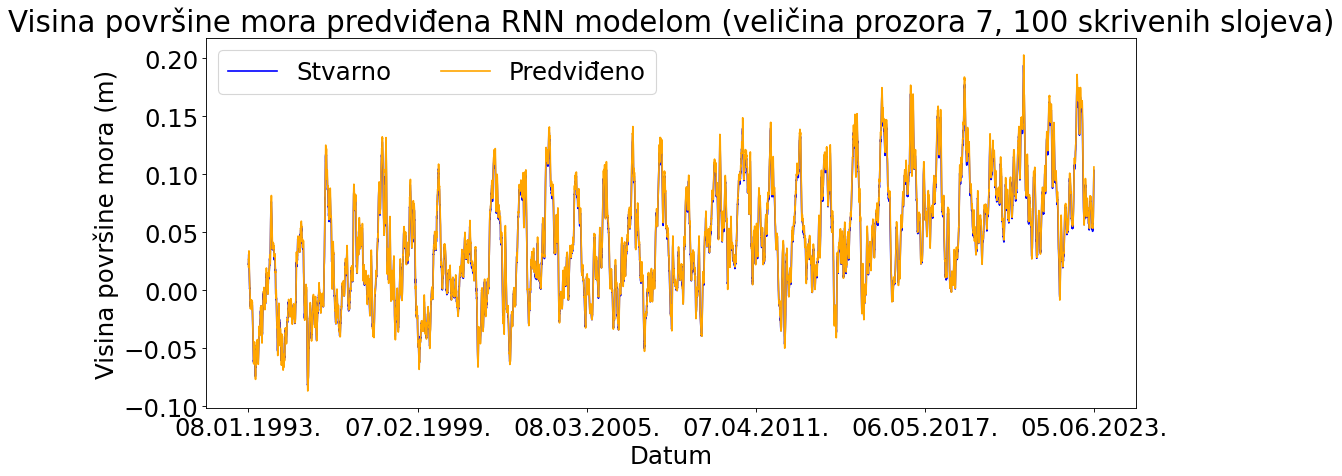 Visina površine mora predviđena RNN modelom (veličina prozora 7, 100 skrivenih slojeva)
Stvarno
Predviđeno
Visina površine mora (m)
0.20
0.15
0.10
0.05
0.00
−0.05
−0.10
08.01.1993.
07.02.1999.
08.03.2005.
07.04.2011.
06.05.2017.
05.06.2023.
Datum